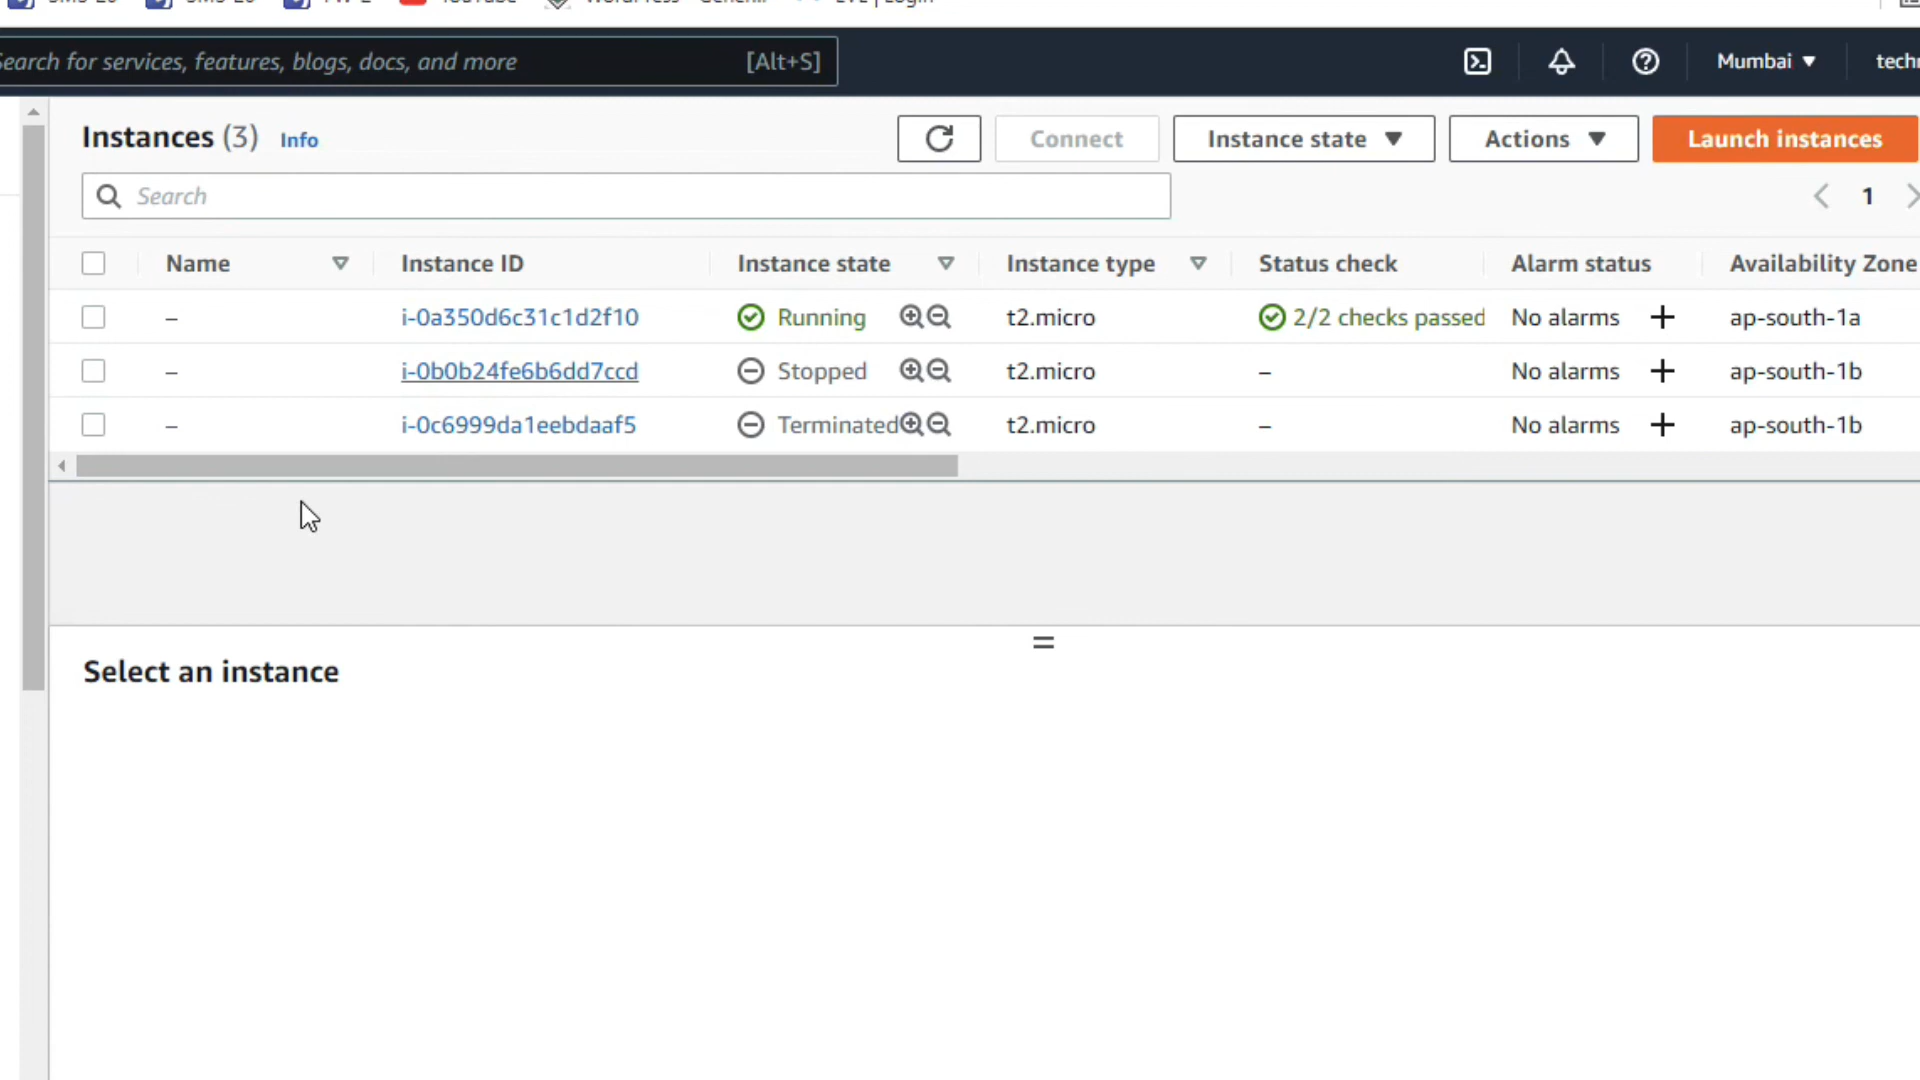 YouTube
Search for services, features, blogs, docs, and more [Alt+S] Mumbai
Instances (3) Info Connect Instance state Actions Launch instances
Search 1
Name Instance ID Instance state Instance type Status check Alarm status Availability Zone
– i-0a350d6c31c1d2f10 Running t2.micro 2/2 checks passed No alarms + ap-south-1a
– i-0b0b24fe6b6dd7ccd Stopped t2.micro – No alarms + ap-south-1b
– i-0c6999da1eebdaaf5 Terminated t2.micro – No alarms + ap-south-1b
Select an instance